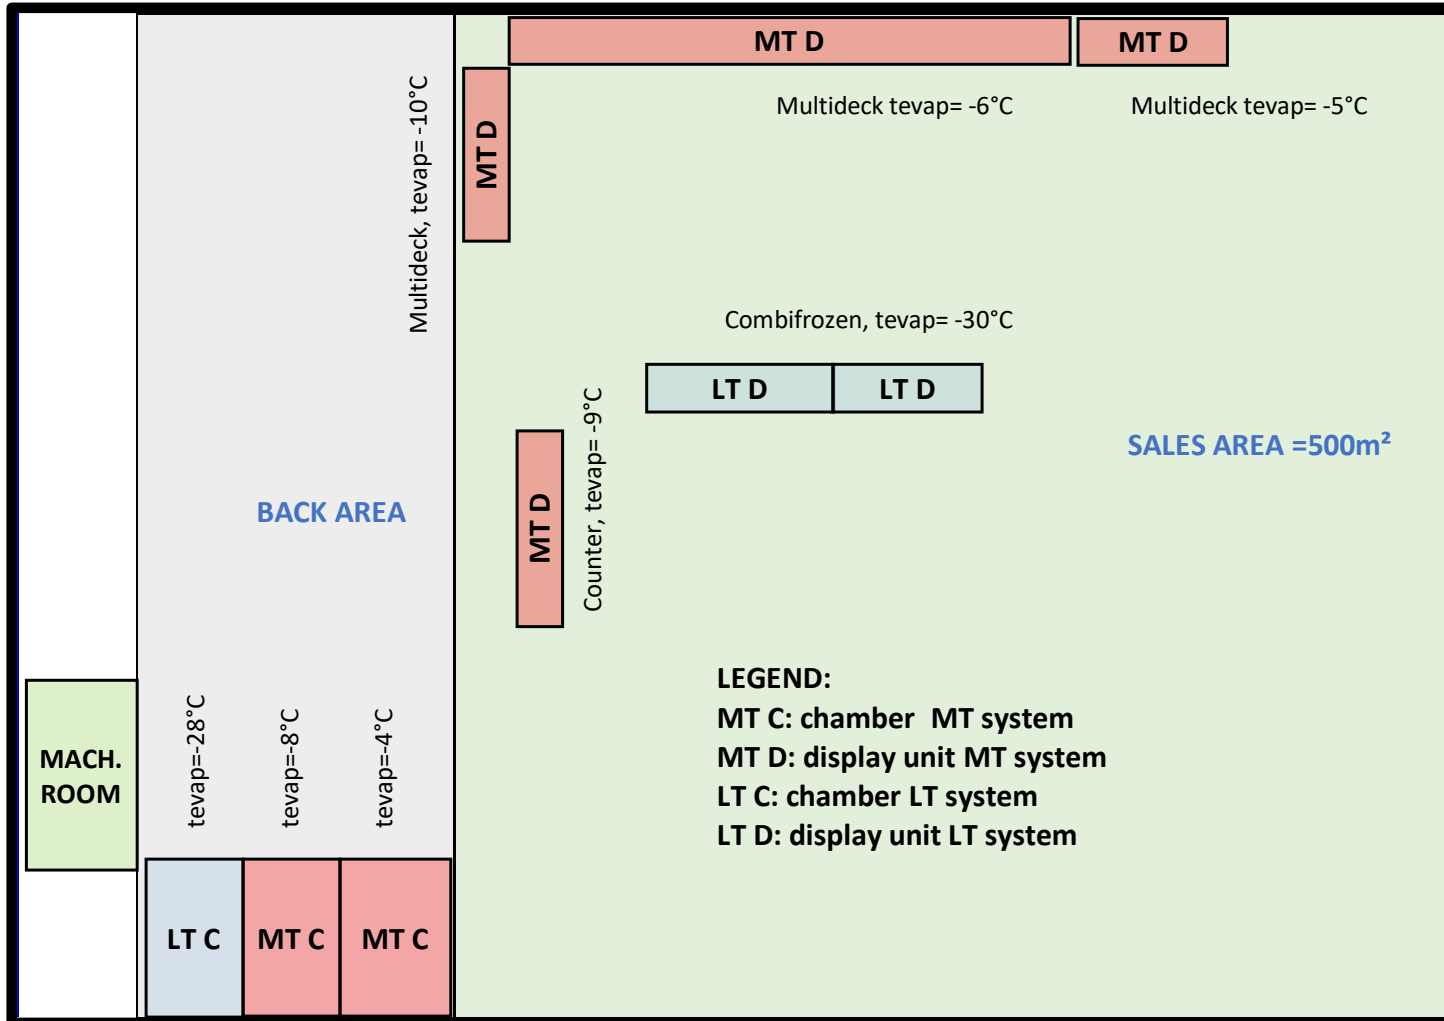 MT D
MT D
Multideck tevap= -6°C
Multideck tevap= -5°C
Multideck, tevap= -10°C
MT D
Combifrozen, tevap= -30°C
LT D
LT D
SALES AREA =500m²
BACK AREA
MT D
Counter, tevap= -9°C
LEGEND:
MT C: chamber  MT system
MT D: display unit MT system
LT C: chamber LT system
LT D: display unit LT system
MACH.
ROOM
tevap=-28°C
tevap=-8°C
tevap=-4°C
LT C
MT C
MT C